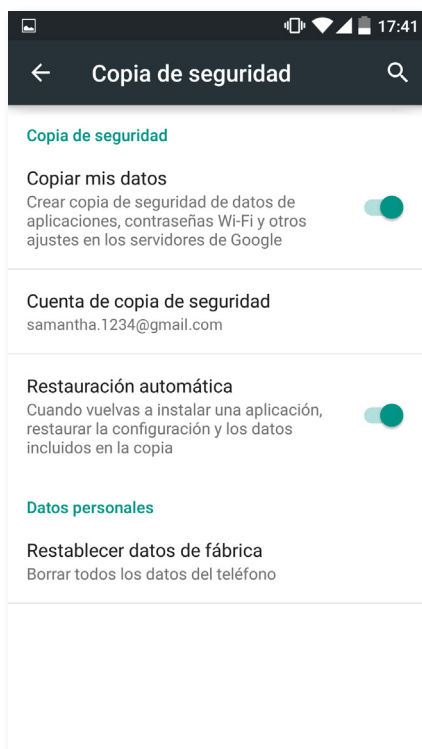 17:41
Copia de seguridad
Copia de seguridad
Copiar mis datos
Crear copia de seguridad de datos de
aplicaciones, contraseñas Wi-Fi y otros
ajustes en los servidores de Google
Cuenta de copia de seguridad
samantha.1234@gmail.com
Restauración automática
Cuando vuelvas a instalar una aplicación,
restaurar la configuración y los datos
incluidos en la copia
Datos personales
Restablecer datos de fábrica
Borrar todos los datos del teléfono